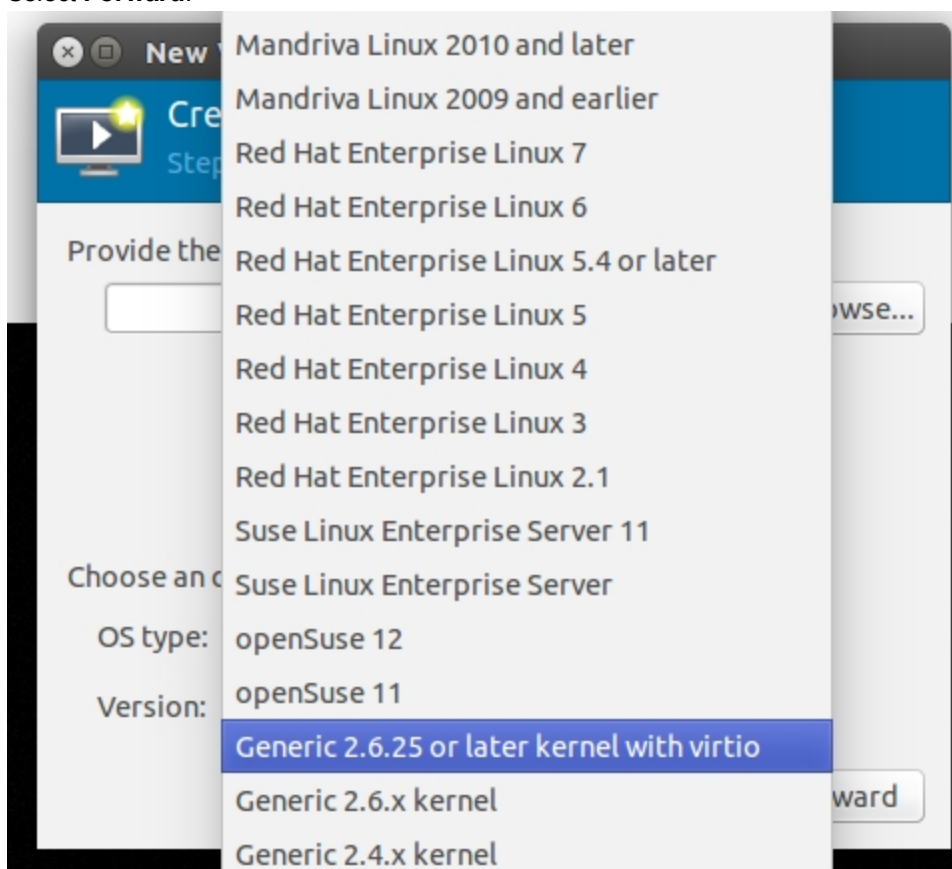 Select Forward.
New
Mandriva Linux 2010 and later
Cre
Mandriva Linux 2009 and earlier
Step
Red Hat Enterprise Linux 7
Red Hat Enterprise Linux 6
Provide the
Red Hat Enterprise Linux 5.4 or later
Red Hat Enterprise Linux 5
owse...
Red Hat Enterprise Linux 4
Red Hat Enterprise Linux 3
Red Hat Enterprise Linux 2.1
Suse Linux Enterprise Server 11
Choose an o
Suse Linux Enterprise Server
OS type:
openSuse 12
Version:
openSuse 11
Generic 2.6.25 or later kernel with virtio
Generic 2.6.x kernel
ward
Generic 2.4.x kernel